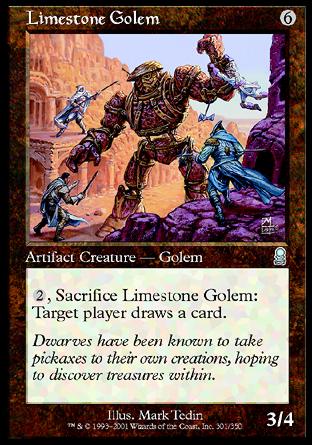 Limestone Golem 6
Artifact Creature — Golem
2, Sacrifice Limestone Golem:
Target player draws a card.
Dwarves have been known to take
pickaxes to their own creations, hoping
to discover treasures within.
3/4
Illus. Mark Tedin
™ & © 1993–2001 Wizards of the Coast, Inc. 301/350